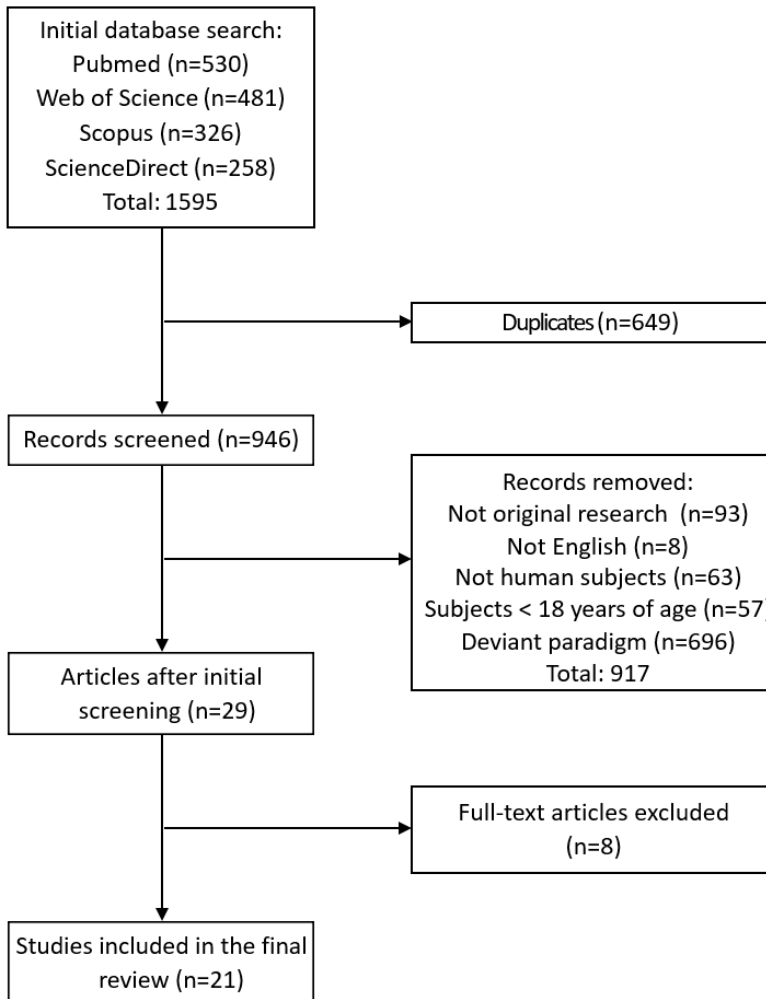 Initial database search:
Pubmed (n=530)
Web of Science (n=481)
Scopus (n=326)
ScienceDirect (n=258)
Total: 1595
Duplicates (n=649)
Records screened (n=946)
Records removed:
Not original research (n=93)
Not English (n=8)
Not human subjects (n=63)
Subjects < 18 years of age (n=57)
Deviant paradigm (n=696)
Total: 917
Articles after initial
screening (n=29)
Full-text articles excluded
(n=8)
Studies included in the final
review (n=21)